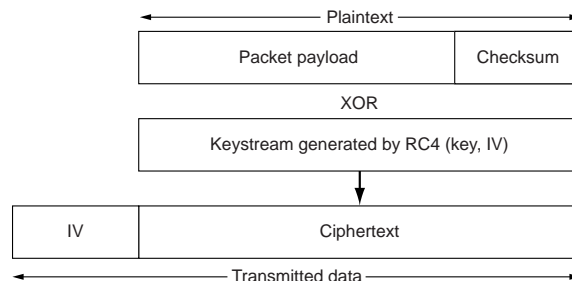 Plaintext
Packet payload Checksum
XOR
Keystream generated by RC4 (key, IV)
IV Ciphertext
Transmitted data